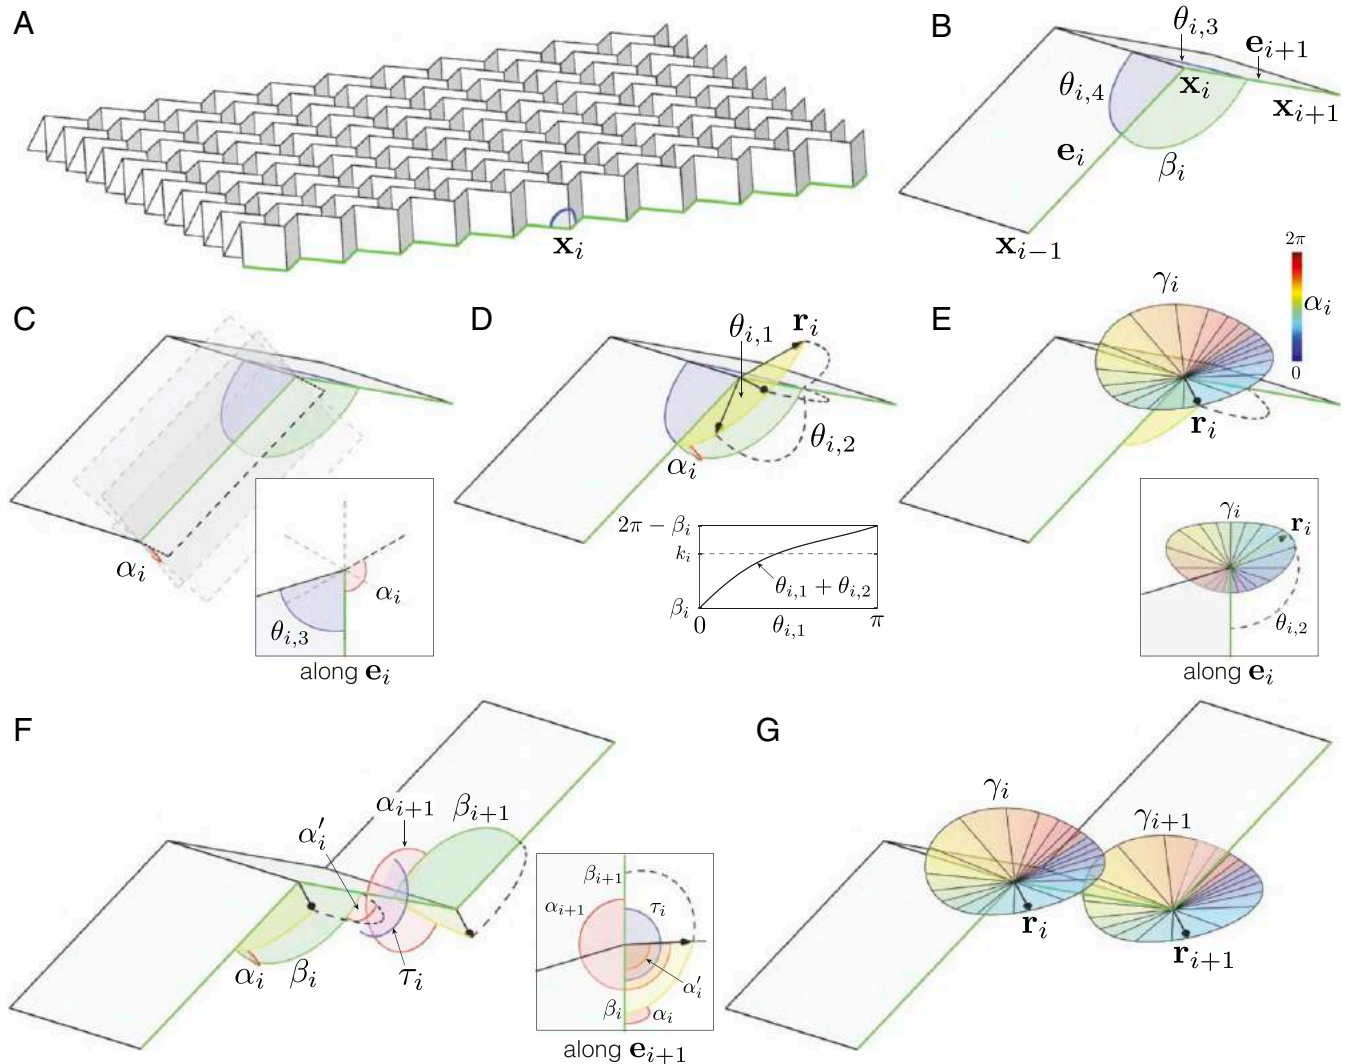 A
x_i
B
θ_{i,3}
e_{i+1}
θ_{i,4}
x_i
x_{i+1}
e_i
β_i
x_{i−1}
C
α_i
θ_{i,3}
α_i
along e_i
D
θ_{i,1}
r_i
θ_{i,2}
α_i
2π − β_i
k_i
θ_{i,1} + θ_{i,2}
β_i
0
θ_{i,1}
π
E
γ_i
2π
α_i
0
r_i
γ_i
r_i
θ_{i,2}
along e_i
F
α_{i+1}
β_{i+1}
α′_i
α_i
β_i
τ_i
β_{i+1}
α_{i+1}
τ_i
α′_i
β_i
α_i
along e_{i+1}
G
γ_i
γ_{i+1}
r_i
r_{i+1}